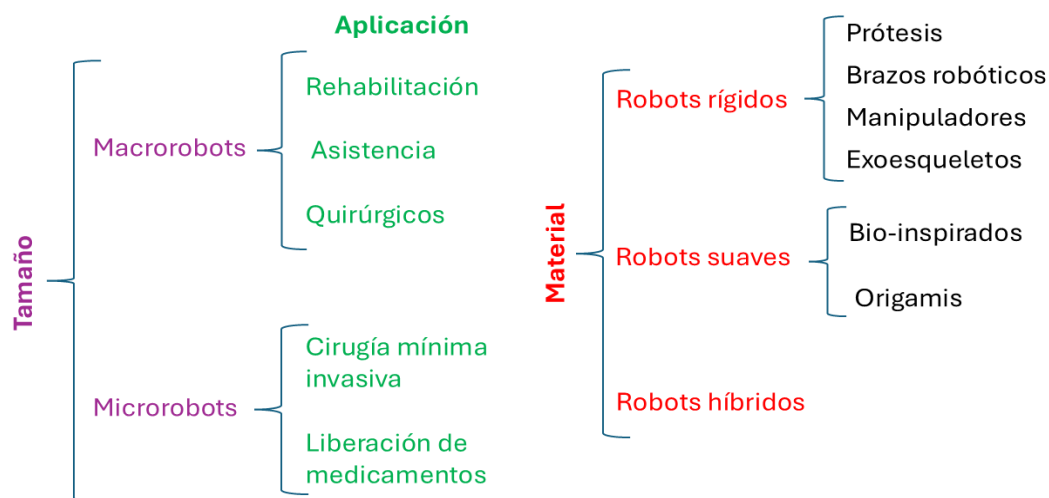 Aplicación
Tamaño
Macrorobots
Rehabilitación
Asistencia
Quirúrgicos
Microrobots
Cirugía mínima
invasiva
Liberación de
medicamentos
Material
Robots rígidos
Prótesis
Brazos robóticos
Manipuladores
Exoesqueletos
Robots suaves
Bio-inspirados
Origamis
Robots híbridos